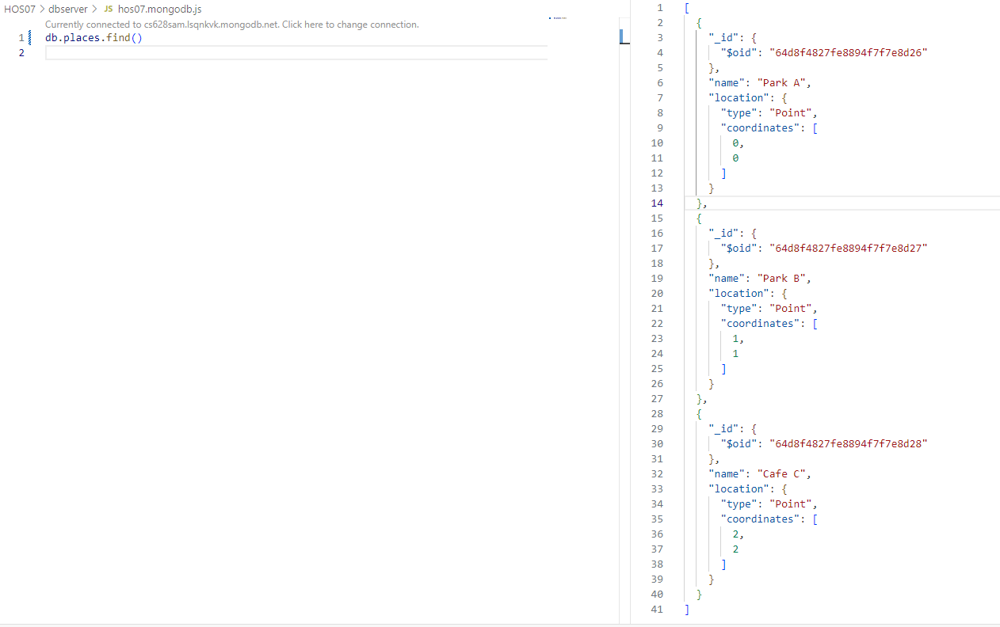 HOS07 > dbserver > JS hos07.mongodb.js
Currently connected to cs628sam.lsqnkvk.mongodb.net. Click here to change connection.
1 db.places.find()
2
1 [
2 {
3 "_id": {
4 "$oid": "64d8f4827fe8894f7f7e8d26"
5 },
6 "name": "Park A",
7 "location": {
8 "type": "Point",
9 "coordinates": [
10 0,
11 0
12 ]
13 }
14 },
15 {
16 "_id": {
17 "$oid": "64d8f4827fe8894f7f7e8d27"
18 },
19 "name": "Park B",
20 "location": {
21 "type": "Point",
22 "coordinates": [
23 1,
24 1
25 ]
26 }
27 },
28 {
29 "_id": {
30 "$oid": "64d8f4827fe8894f7f7e8d28"
31 },
32 "name": "Cafe C",
33 "location": {
34 "type": "Point",
35 "coordinates": [
36 2,
37 2
38 ]
39 }
40 }
41 ]